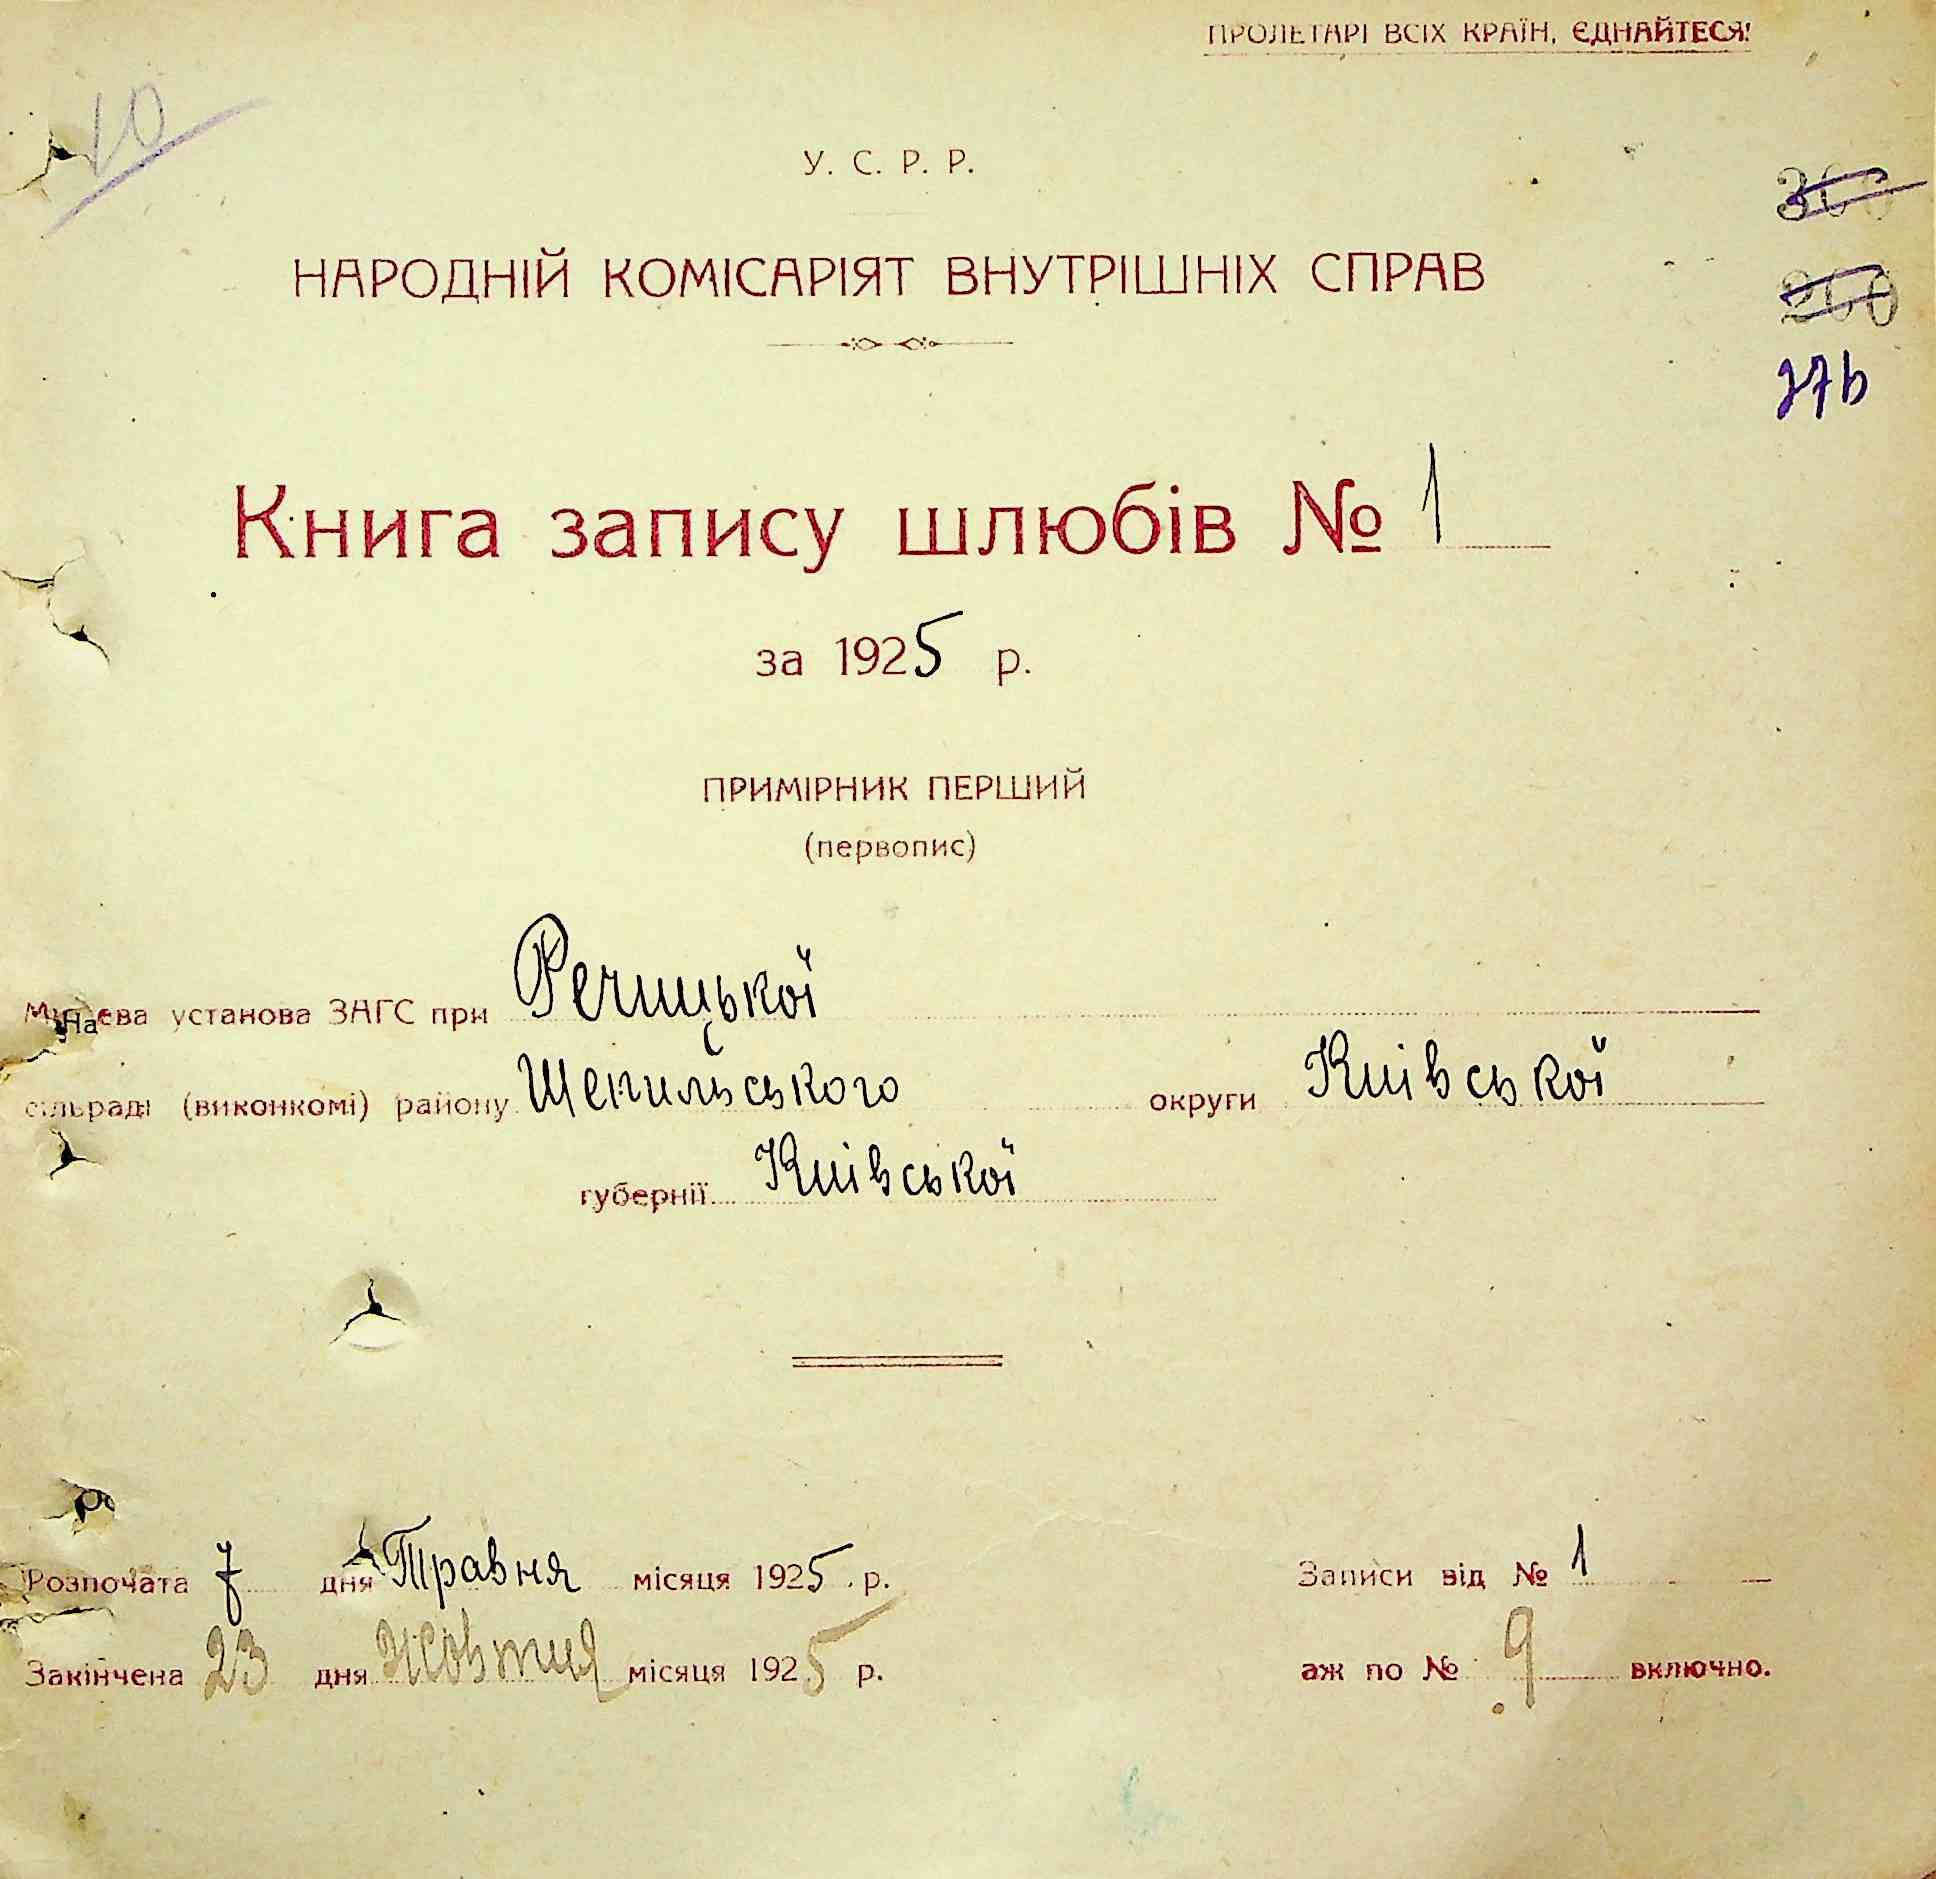 ПРОЛЕТАРІ ВСІХ КРАЇН, ЄДНАЙТЕСЯ!
10
У. С. Р. Р.
300
НАРОДНІЙ КОМІСАРІЯТ ВНУТРІШНІХ СПРАВ
200
Книга запису шлюбів № 1
за 1925 р.
ПРИМІРНИК ПЕРШИЙ
(первопис)
установа ЗАГС при Речицької
сільраді (виконкомі) району округи Київської
губернії Київської
Розпочата 7 дня Травня місяця 1925 р. Записи від № 1
Закінчена 23 дня Жовтня місяця 1925 р. аж по № 9 включно.